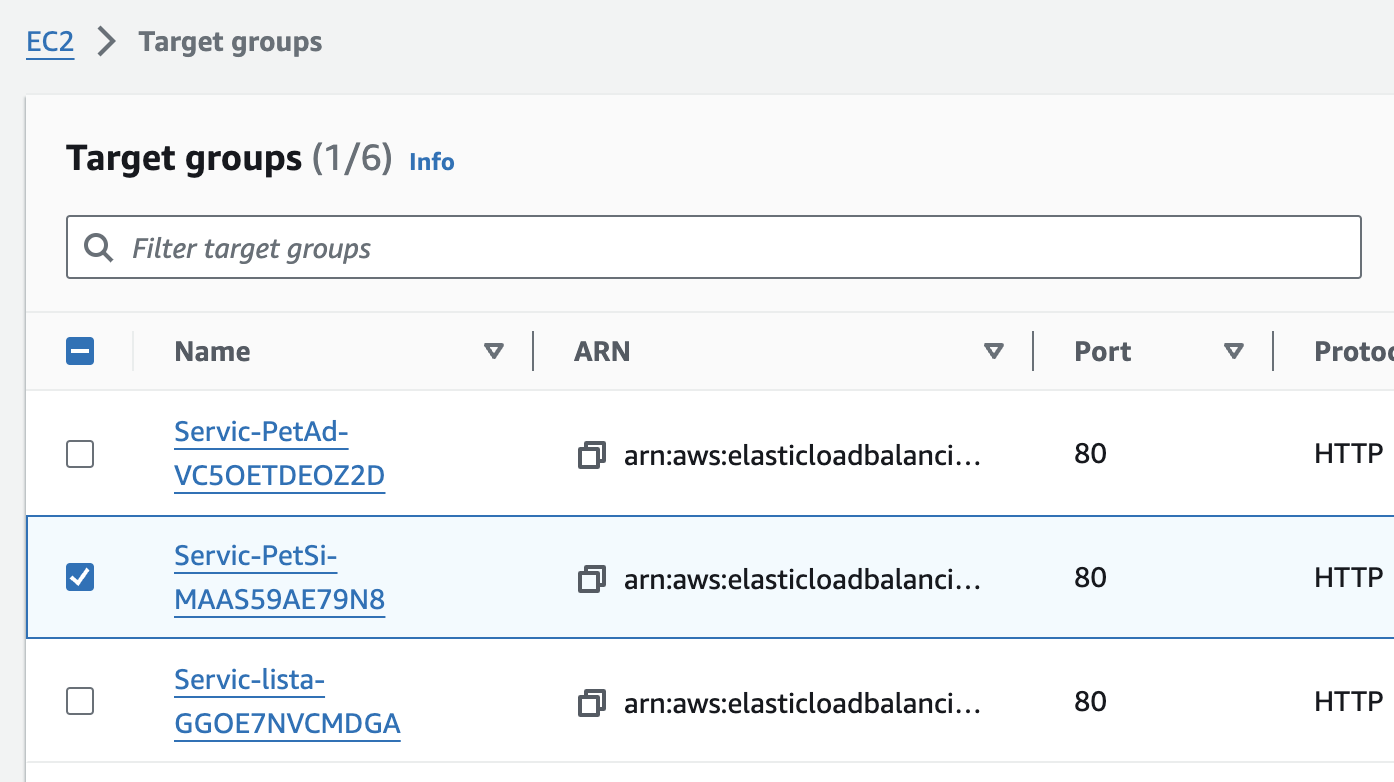 EC2 > Target groups
Target groups (1/6) Info
Filter target groups
Name ARN Port Protoc
Servic-PetAd-
VC5OETDEOZ2D
arn:aws:elasticloadbalanci… 80 HTTP
Servic-PetSi-
MAAS59AE79N8
arn:aws:elasticloadbalanci… 80 HTTP
Servic-lista-
GGOE7NVCMDGA
arn:aws:elasticloadbalanci… 80 HTTP